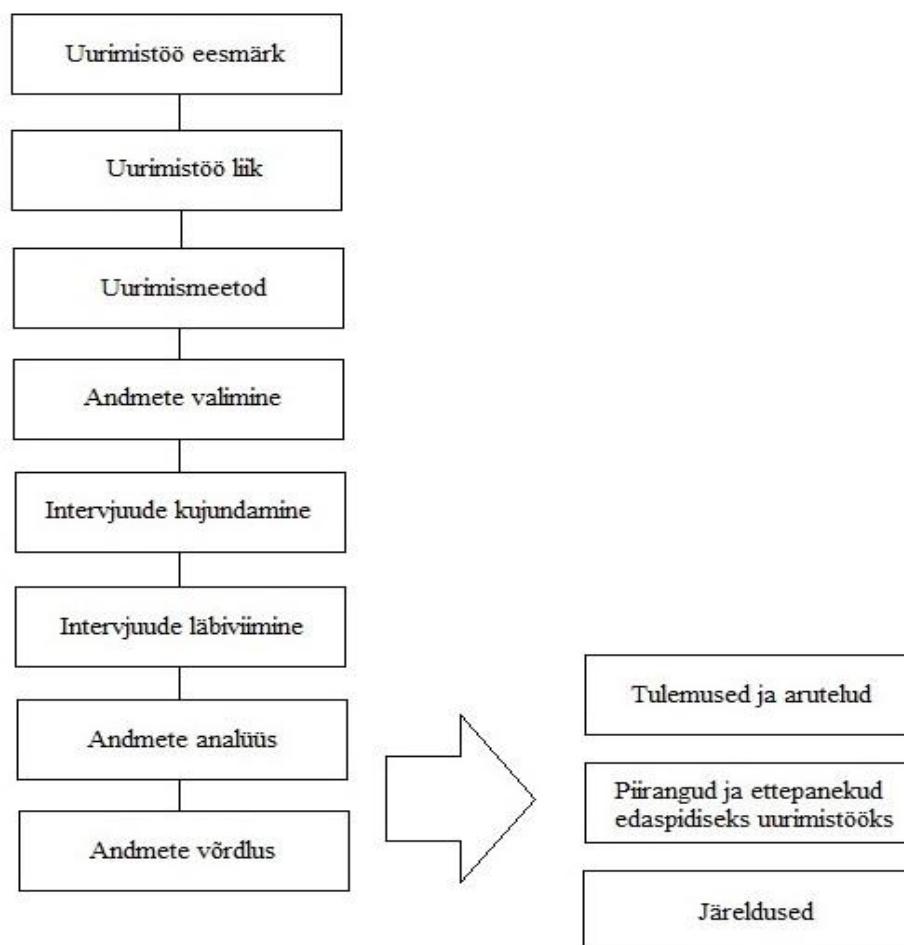 Uurimistöö eesmärk
Uurimistöö liik
Uurimismeetod
Andmete valimine
Intervjuude kujundamine
Intervjuude läbiviimine
Andmete analüüs
Andmete võrdlus
Tulemused ja arutelud
Piirangud ja ettepanekud
edaspidiseks uurimistööks
Järeldused